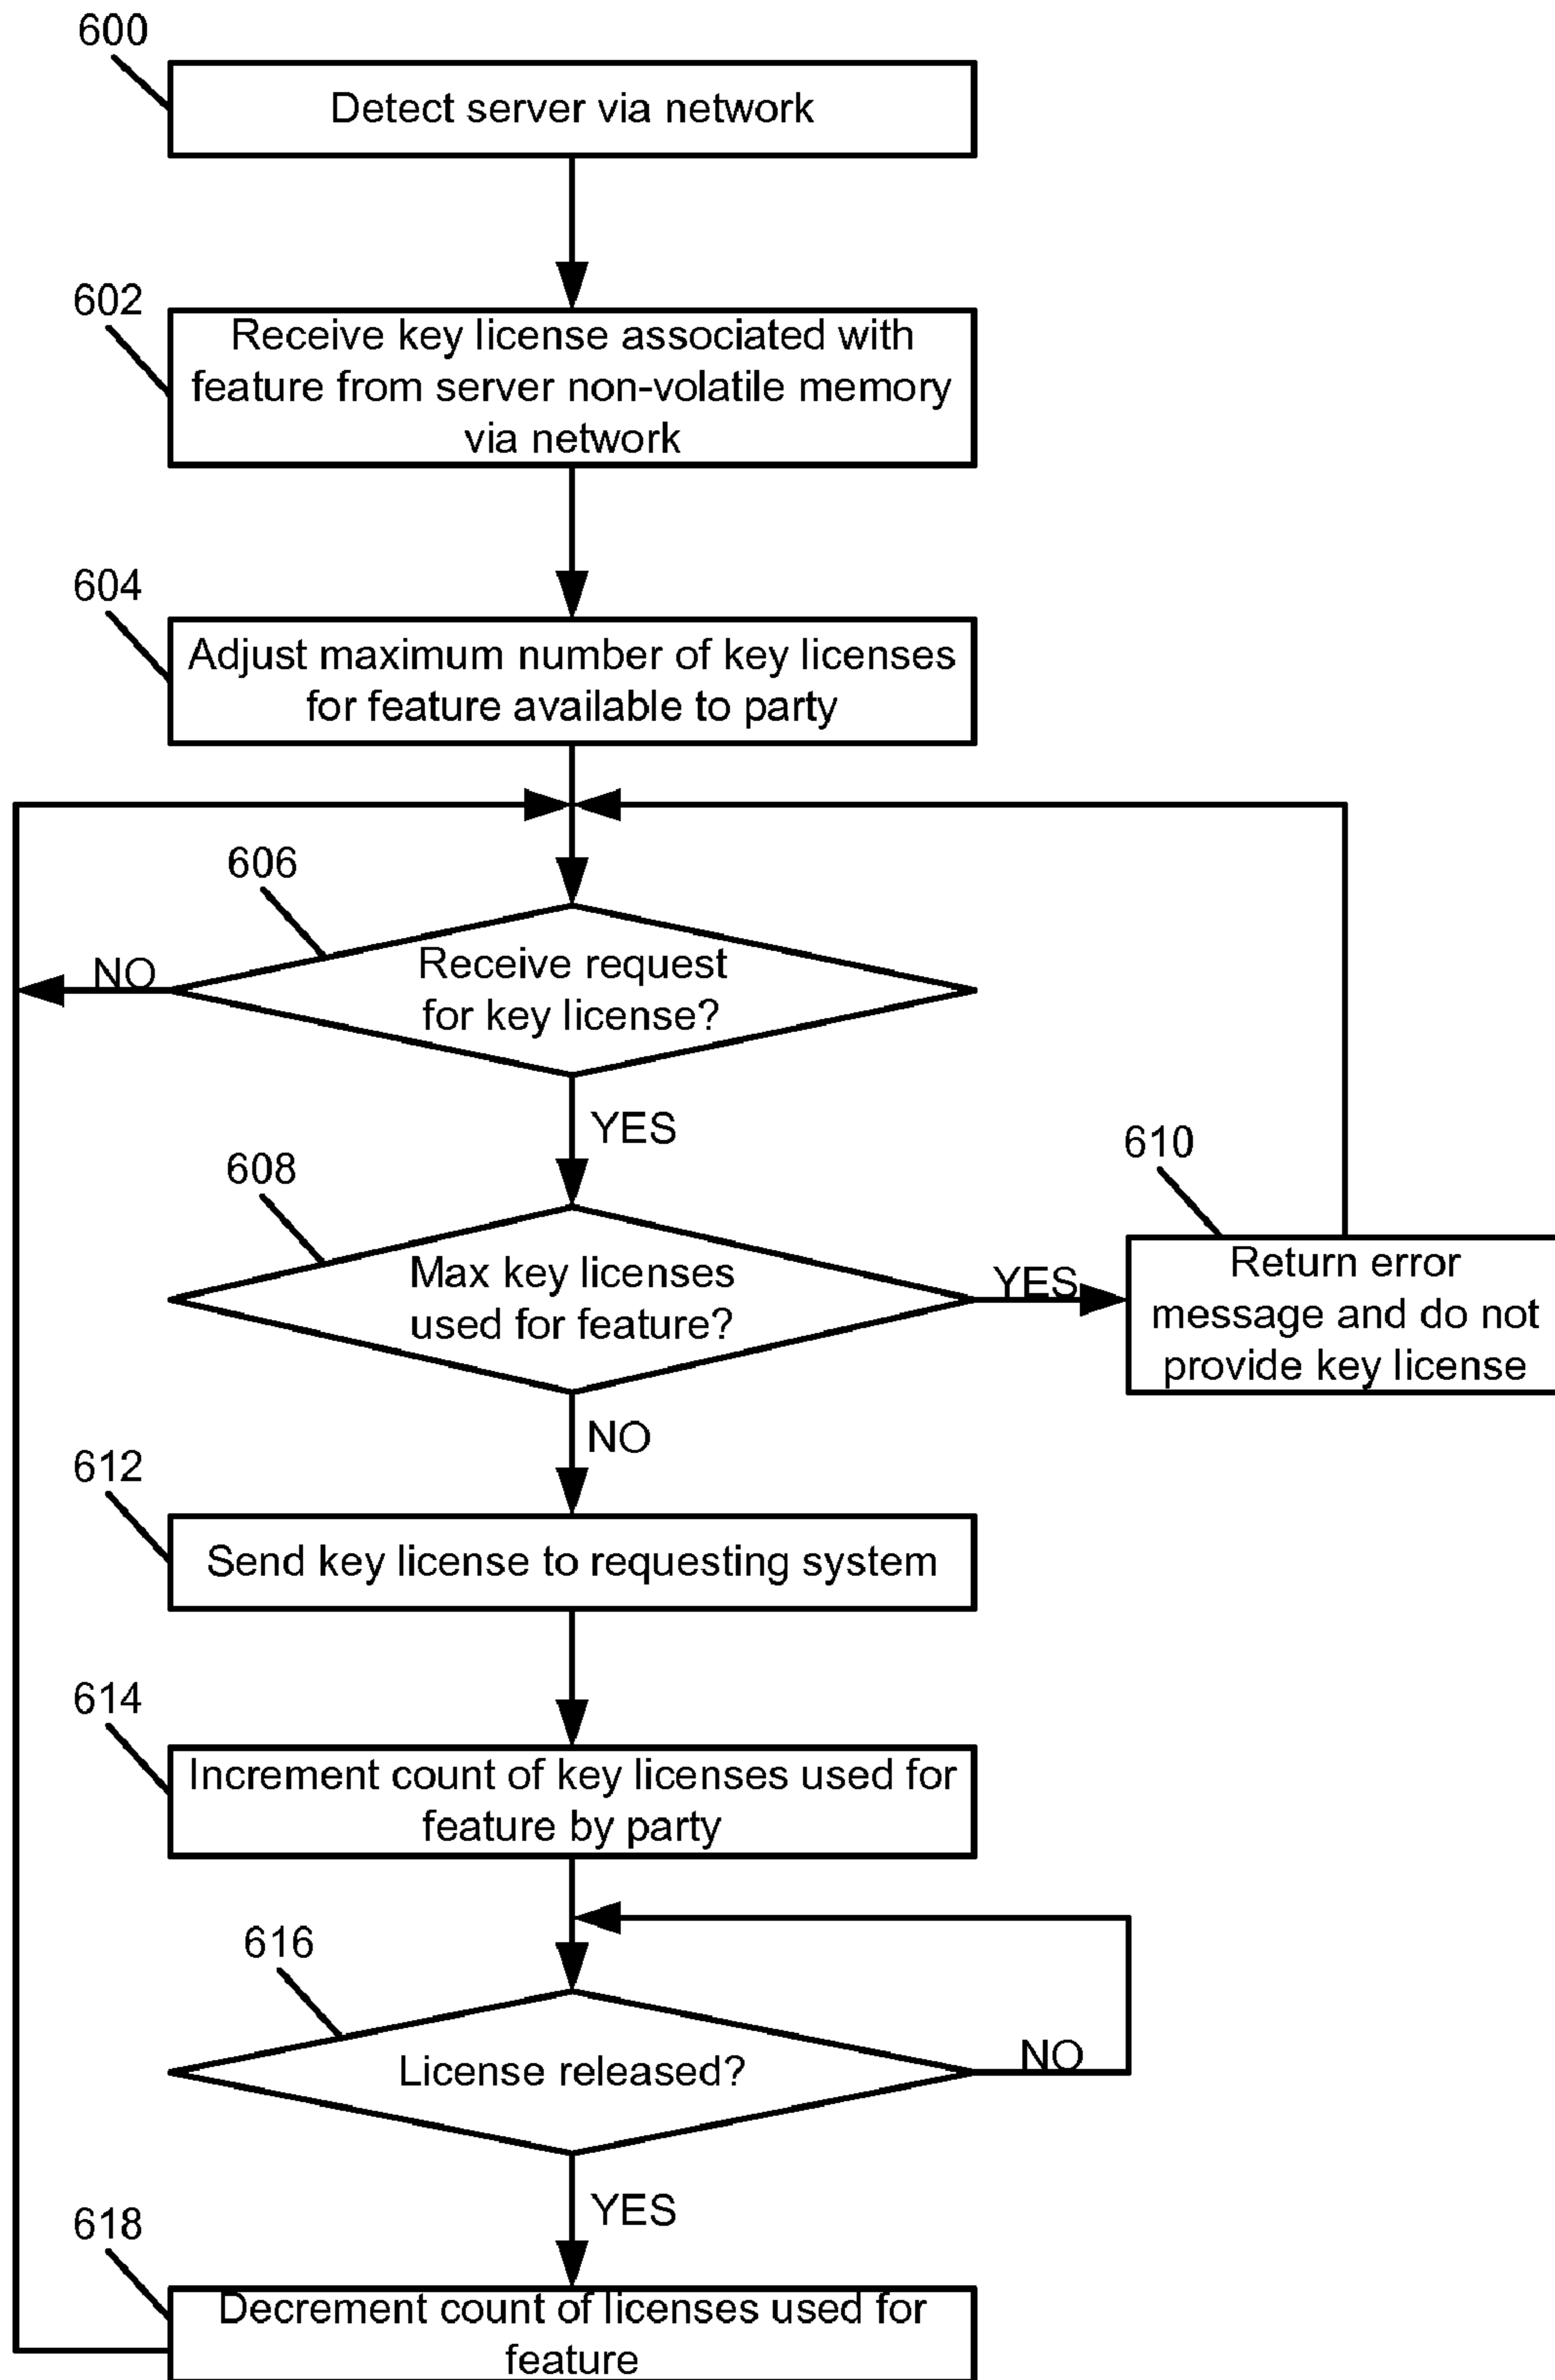 600
Detect server via network
602
Receive key license associated with
feature from server non-volatile memory
via network
604
Adjust maximum number of key licenses
for feature available to party
606
Receive request
for key license?
NO
YES
608
Max key licenses
used for feature?
YES
610
Return error
message and do not
provide key license
NO
612
Send key license to requesting system
614
Increment count of key licenses used for
feature by party
616
License released?
NO
YES
618
Decrement count of licenses used for
feature